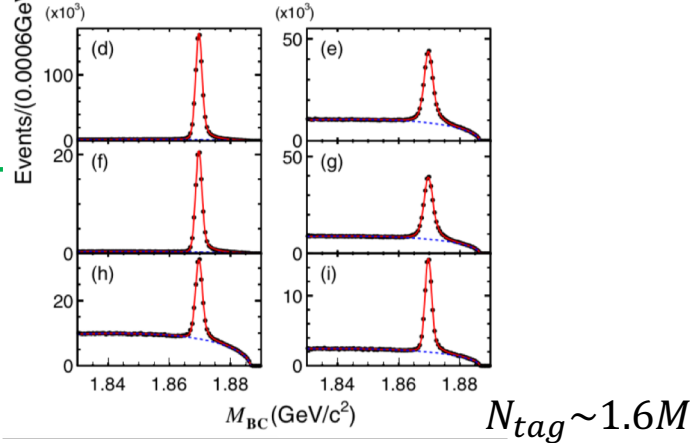 (x10³) (x10³)
Events/(0.0006Ge
(d) 100 0
(e) 50 0
(f) 20 0
(g) 50 0
(h) 20 0
(i) 10 0
1.84 1.86 1.88 1.84 1.86 1.88
M_BC(GeV/c²)
N_tag~1.6M